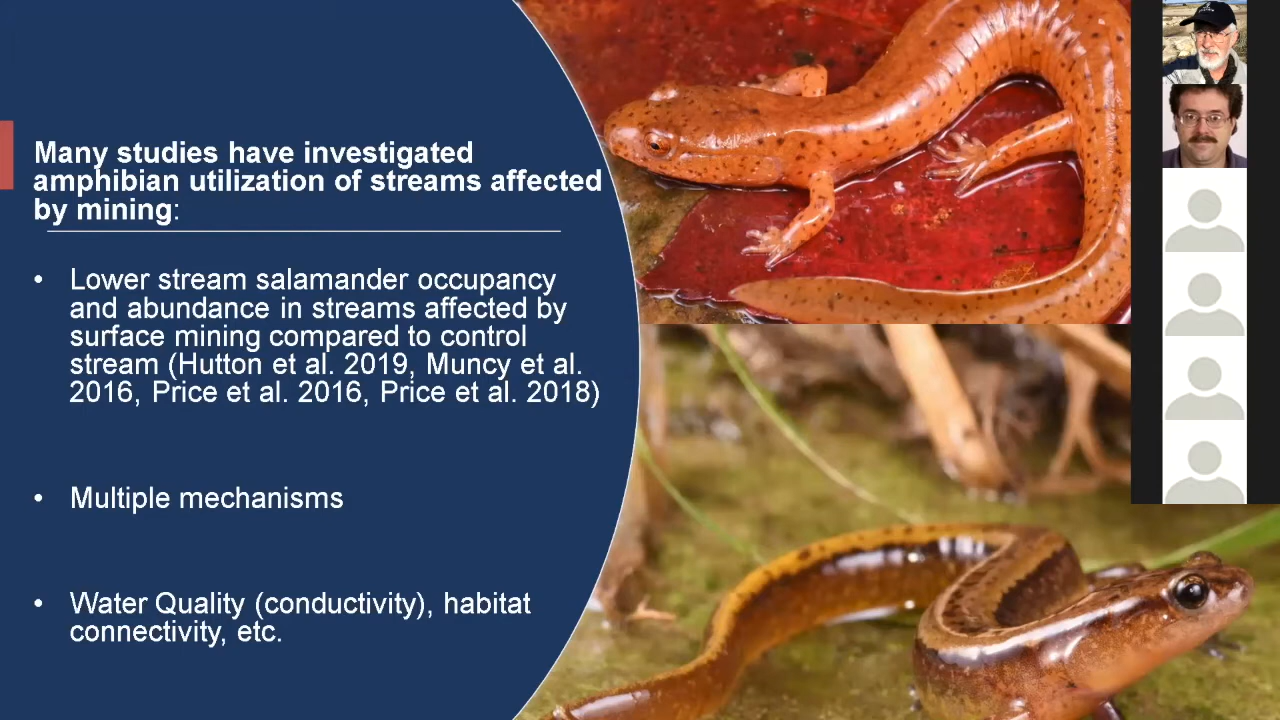 Many studies have investigated
amphibian utilization of streams affected
by mining:
• Lower stream salamander occupancy
and abundance in streams affected by
surface mining compared to control
stream (Hutton et al. 2019, Muncy et al.
2016, Price et al. 2016, Price et al. 2018)
• Multiple mechanisms
• Water Quality (conductivity), habitat
connectivity, etc.